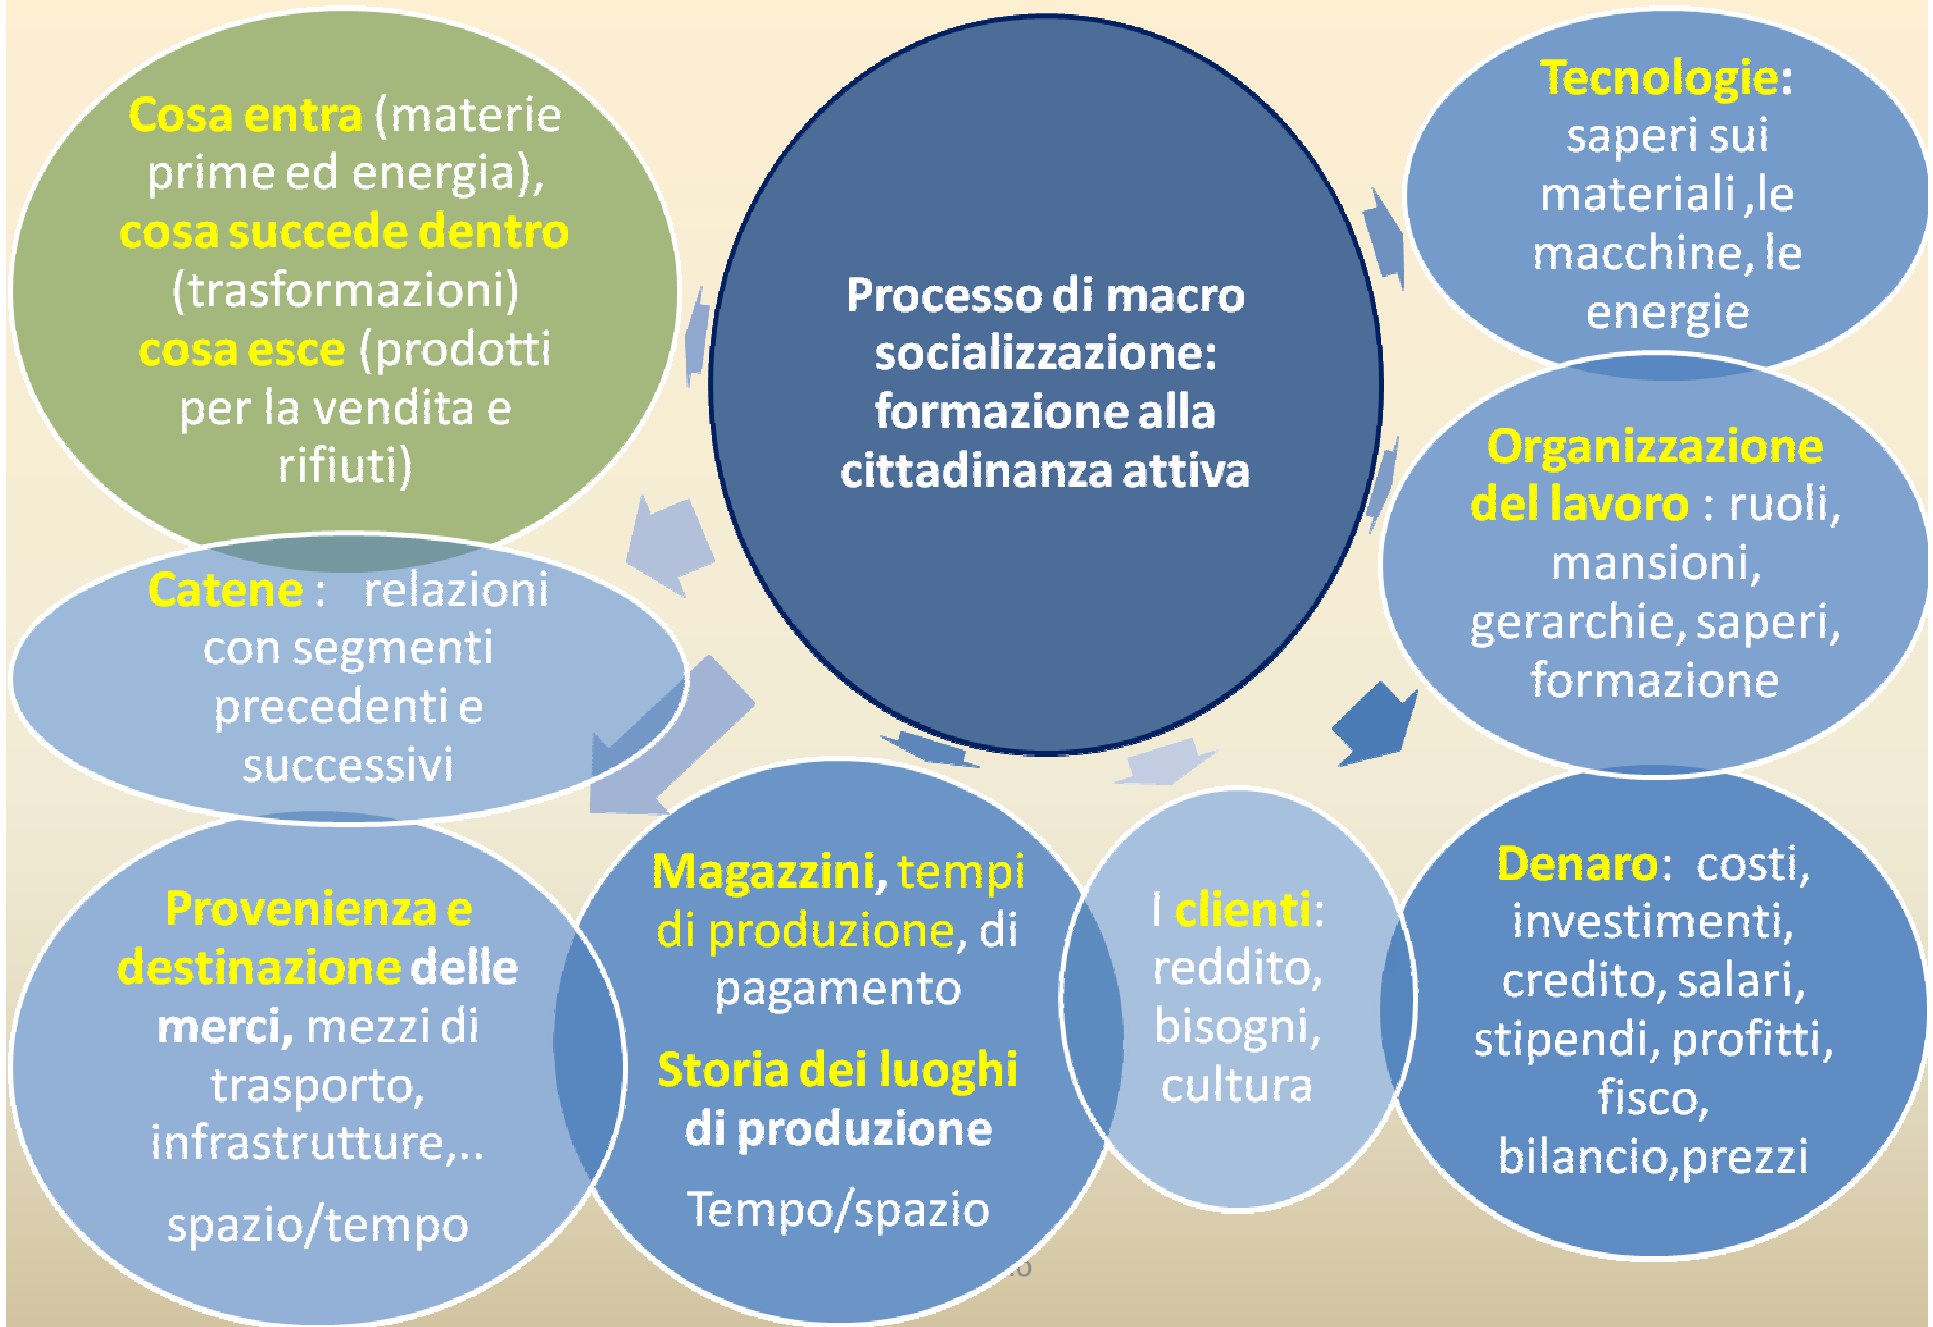 Cosa entra (materie
prime ed energia),
cosa succede dentro
(trasformazioni)
cosa esce (prodotti
per la vendita e
rifiuti)
Processo di macro
socializzazione:
formazione alla
cittadinanza attiva
Tecnologie:
saperi sui
materiali ,le
macchine, le
energie
Organizzazione
del lavoro : ruoli,
mansioni,
gerarchie, saperi,
formazione
Catene : relazioni
con segmenti
precedenti e
successivi
Provenienza e
destinazione delle
merci, mezzi di
trasporto,
infrastrutture,..
spazio/tempo
Magazzini, tempi
di produzione, di
pagamento
Storia dei luoghi
di produzione
Tempo/spazio
I clienti:
reddito,
bisogni,
cultura
Denaro: costi,
investimenti,
credito, salari,
stipendi, profitti,
fisco,
bilancio,prezzi